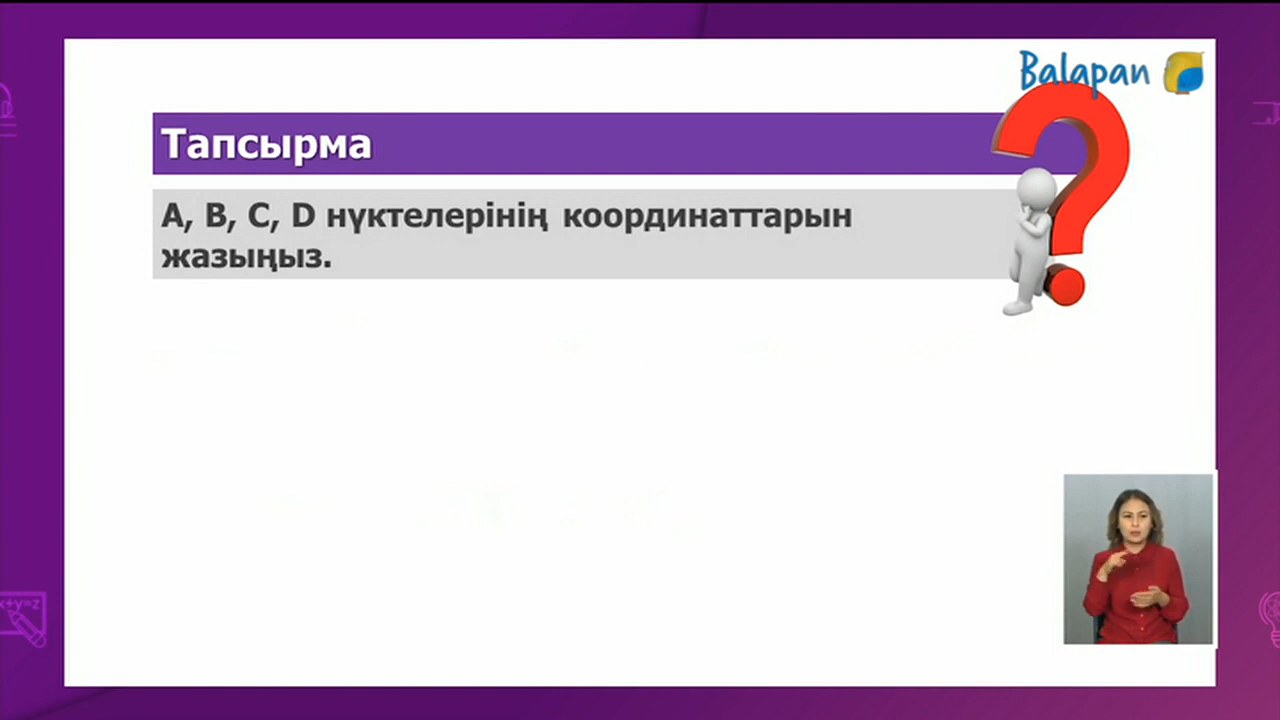 Balapan
Тапсырма
A, B, C, D нүктелерінің координаттарын
жазыңыз.
x+y=z